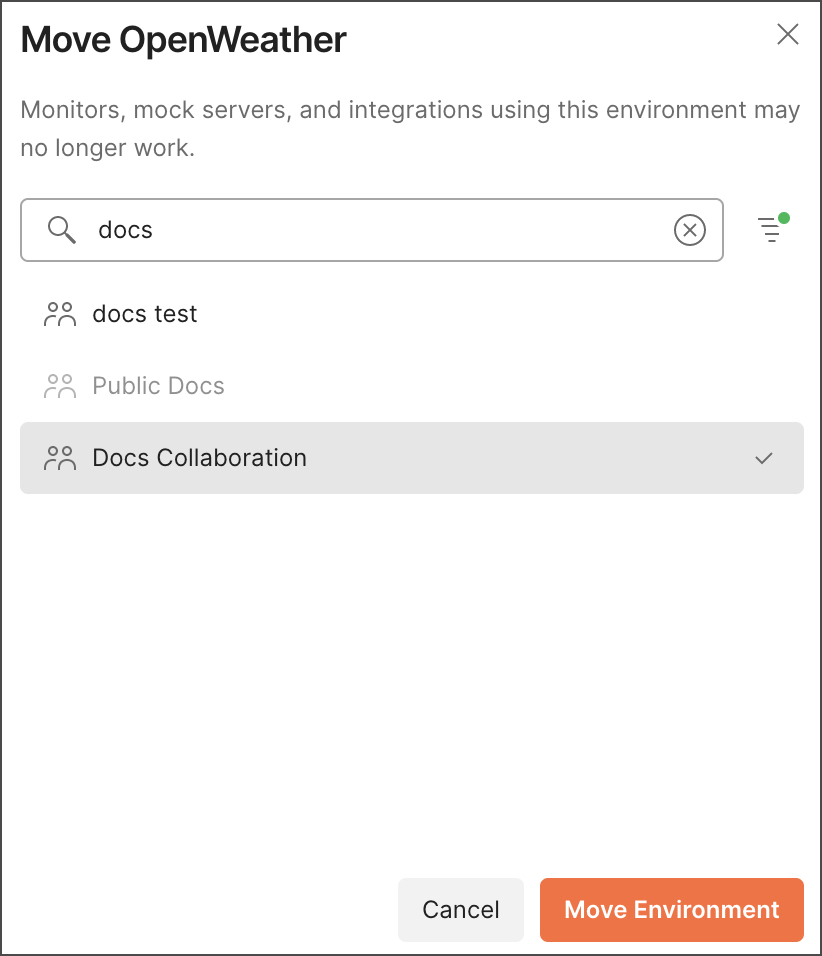 Move OpenWeather
Monitors, mock servers, and integrations using this environment may
no longer work.
docs
docs test
Public Docs
Docs Collaboration
Cancel
Move Environment